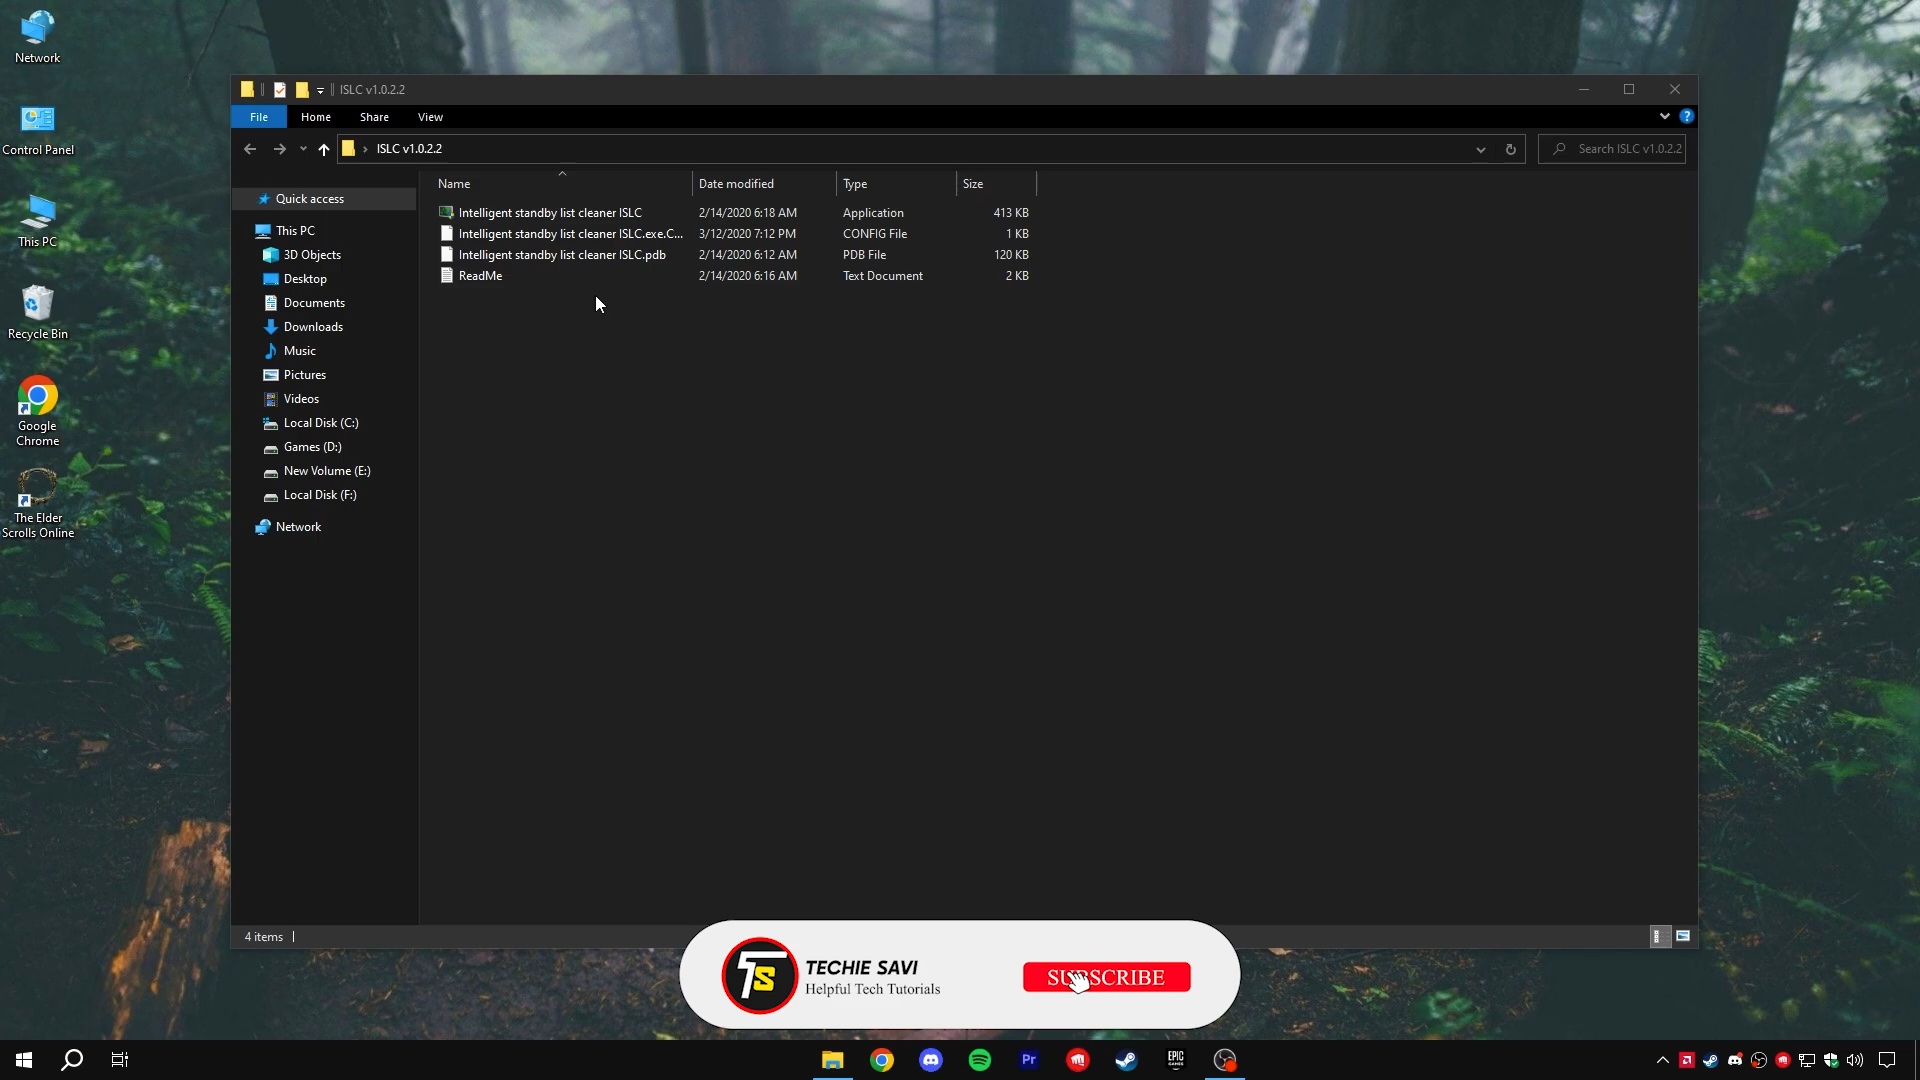 Network
Control Panel
This PC
Recycle Bin
Google
Chrome
The Elder
Scrolls Online
ISLC v1.0.2.2
File Home Share View
ISLC v1.0.2.2
Search ISLC v1.0.2.2
Quick access
This PC
3D Objects
Desktop
Documents
Downloads
Music
Pictures
Videos
Local Disk (C:)
Games (D:)
New Volume (E:)
Local Disk (F:)
Network
Name Date modified Type Size
Intelligent standby list cleaner ISLC 2/14/2020 6:18 AM Application 413 KB
Intelligent standby list cleaner ISLC.exe.C... 3/12/2020 7:12 PM CONFIG File 1 KB
Intelligent standby list cleaner ISLC.pdb 2/14/2020 6:12 AM PDB File 120 KB
ReadMe 2/14/2020 6:16 AM Text Document 2 KB
4 items
TS
TECHIE SAVI
Helpful Tech Tutorials
SUBSCRIBE
Pr
EPIC
GAMES